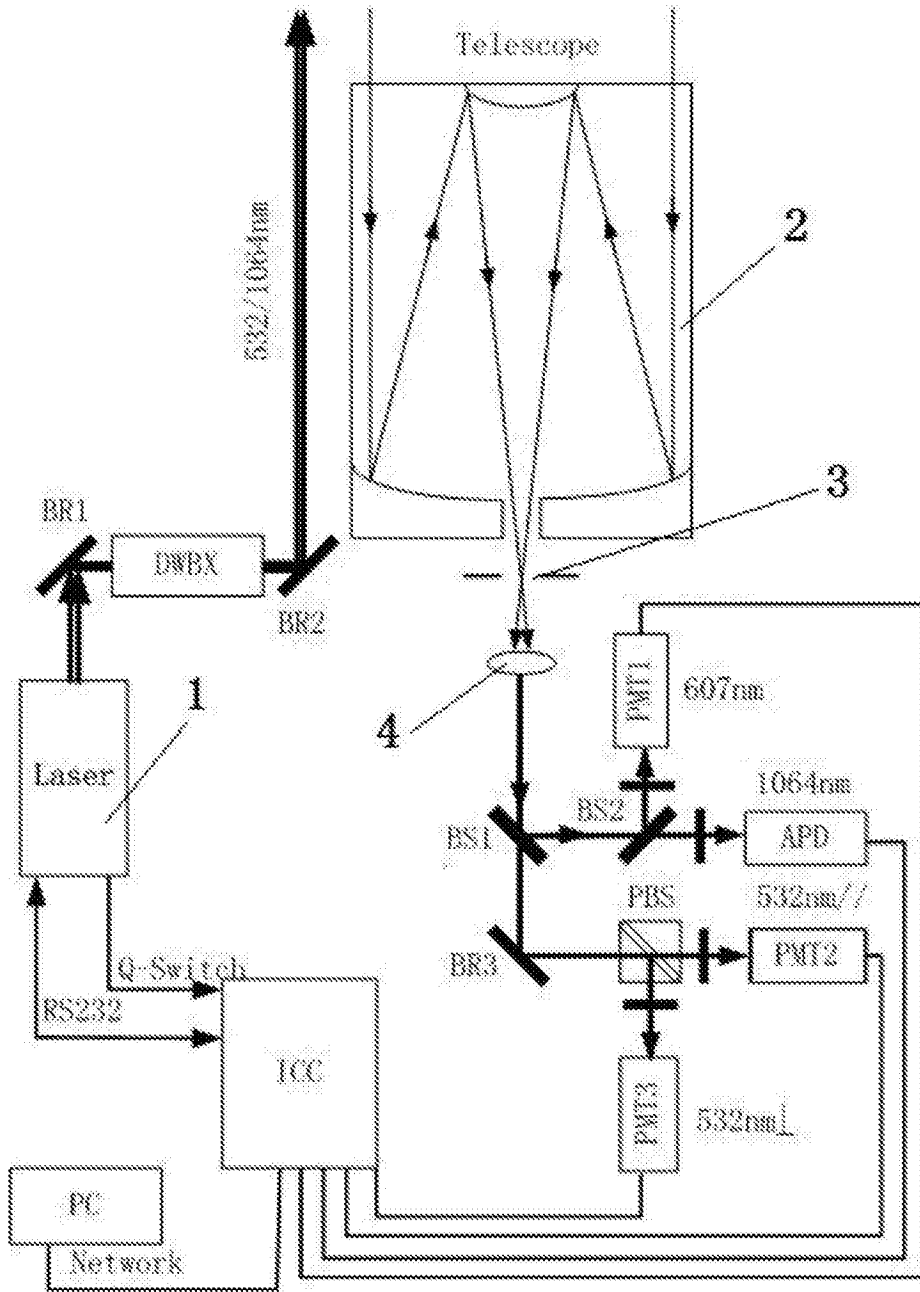 Telescope
2
532/1064nm
3
BR1
DWBX
BR2
4
PMT1
607nm
1
Laser
1064nm
BS2
BS1
APD
532nm//
PBS
BR3
PMT2
Q-Switch
RS232
ICC
PMT3
532nm⊥
PC
Network